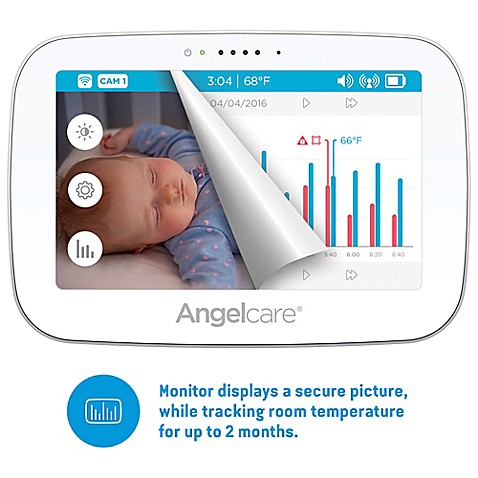 CAM 1
3:04 | 68°F
04/04/2016
66°F
5:40 6:00 6:20 6:40
Angelcare®
Monitor displays a secure picture,
while tracking room temperature
for up to 2 months.